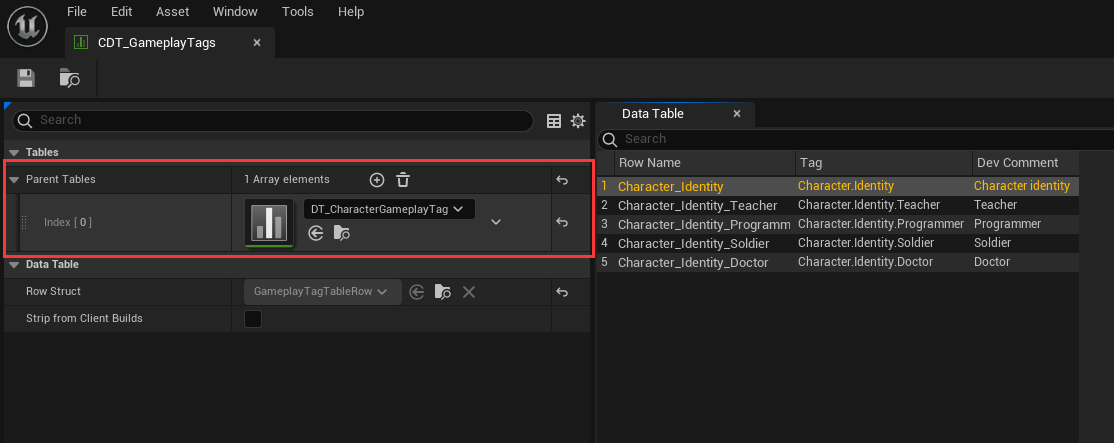 File Edit Asset Window Tools Help
CDT_GameplayTags
Search
Tables
Parent Tables 1 Array elements
Index [ 0 ] DT_CharacterGameplayTag
Data Table
Row Struct GameplayTagTableRow
Strip from Client Builds
Data Table
Search
Row Name Tag Dev Comment
1 Character_Identity Character.Identity Character identity
2 Character_Identity_Teacher Character.Identity.Teacher Teacher
3 Character_Identity_Programm Character.Identity.Programmer Programmer
4 Character_Identity_Soldier Character.Identity.Soldier Soldier
5 Character_Identity_Doctor Character.Identity.Doctor Doctor